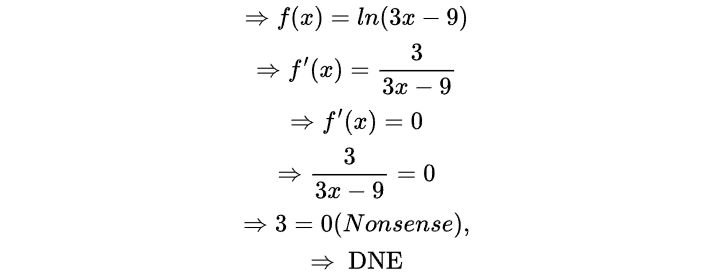 ⇒ f(x) = ln(3x − 9)
⇒ f′(x) = 3/(3x − 9)
⇒ f′(x) = 0
⇒ 3/(3x − 9) = 0
⇒ 3 = 0(Nonsense),
⇒ DNE